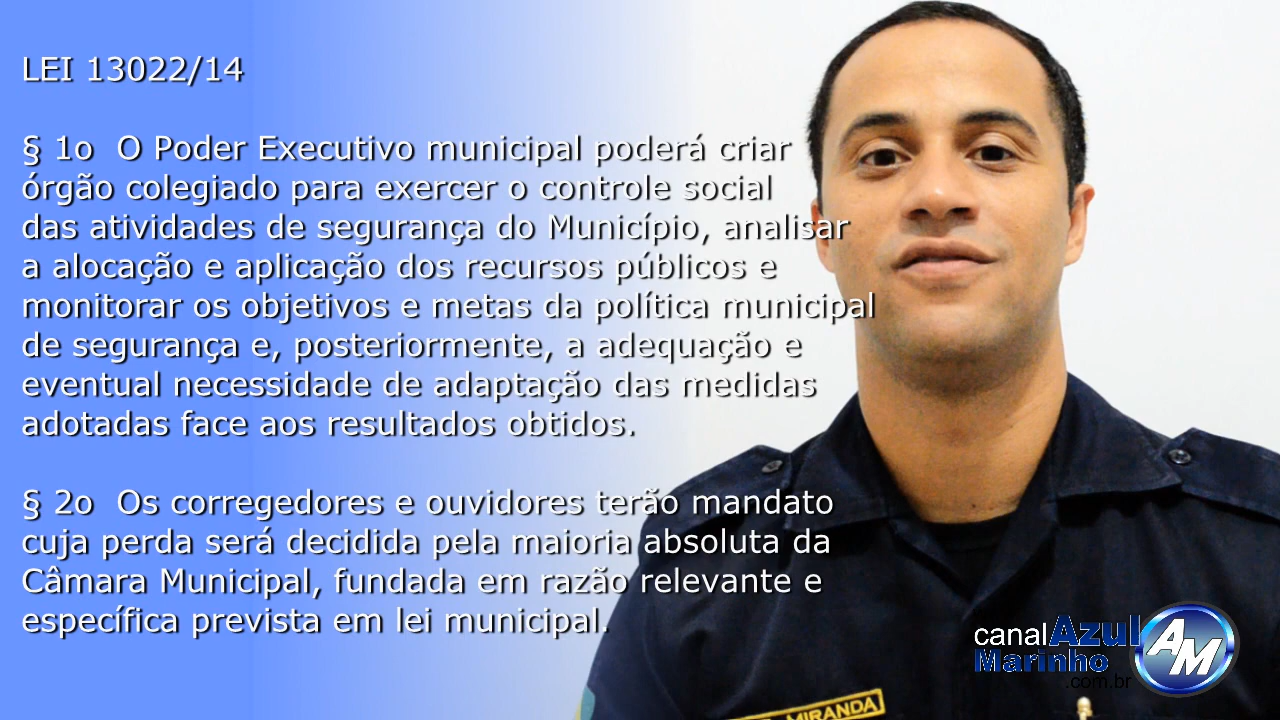 LEI 13022/14
§ 1o  O Poder Executivo municipal poderá criar
órgão colegiado para exercer o controle social
das atividades de segurança do Município, analisar
a alocação e aplicação dos recursos públicos e
monitorar os objetivos e metas da política municipal
de segurança e, posteriormente, a adequação e
eventual necessidade de adaptação das medidas
adotadas face aos resultados obtidos.
§ 2o  Os corregedores e ouvidores terão mandato
cuja perda será decidida pela maioria absoluta da
Câmara Municipal, fundada em razão relevante e
específica prevista em lei municipal.
canalAzul
Marinho
.com.br
AM
MIRANDA